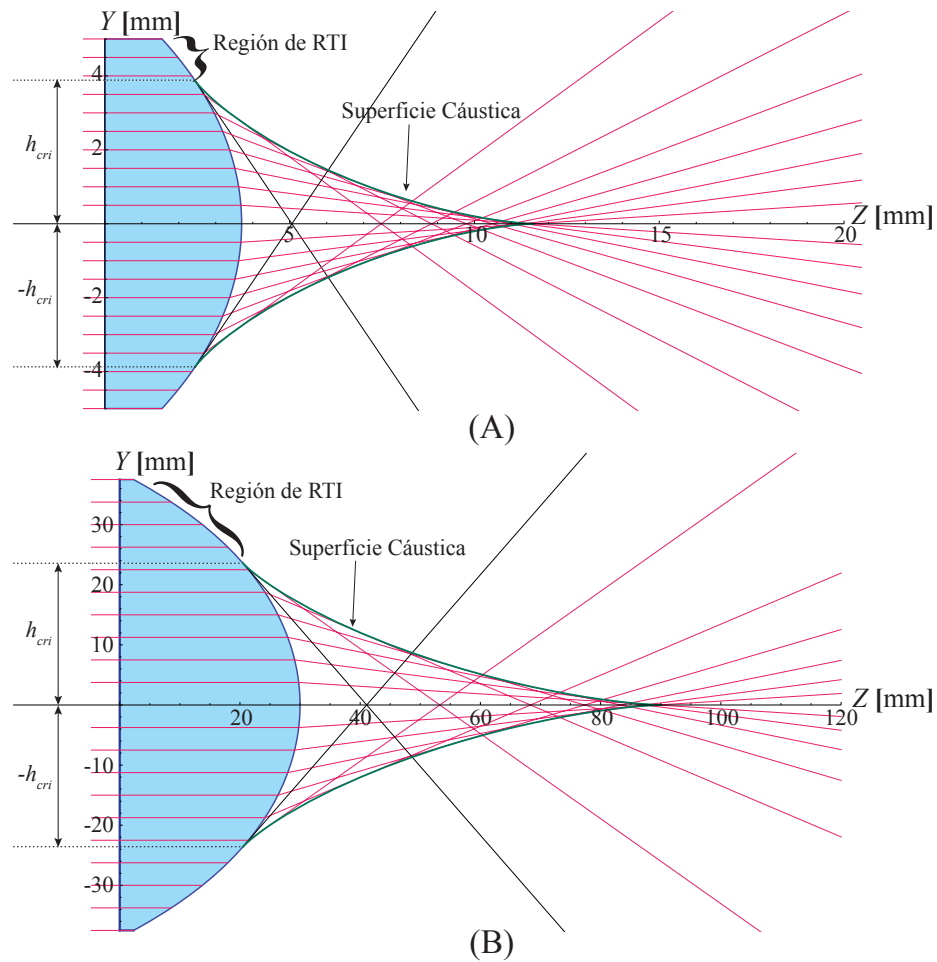 Y [mm]
Región de RTI
4
h_cri
Superficie Cáustica
2
Z [mm]
5
10
15
20
-2
-h_cri
-4
(A)
Y [mm]
Región de RTI
30
Superficie Cáustica
20
h_cri
10
Z [mm]
20
40
60
80
100
120
-10
-h_cri
-20
-30
(B)